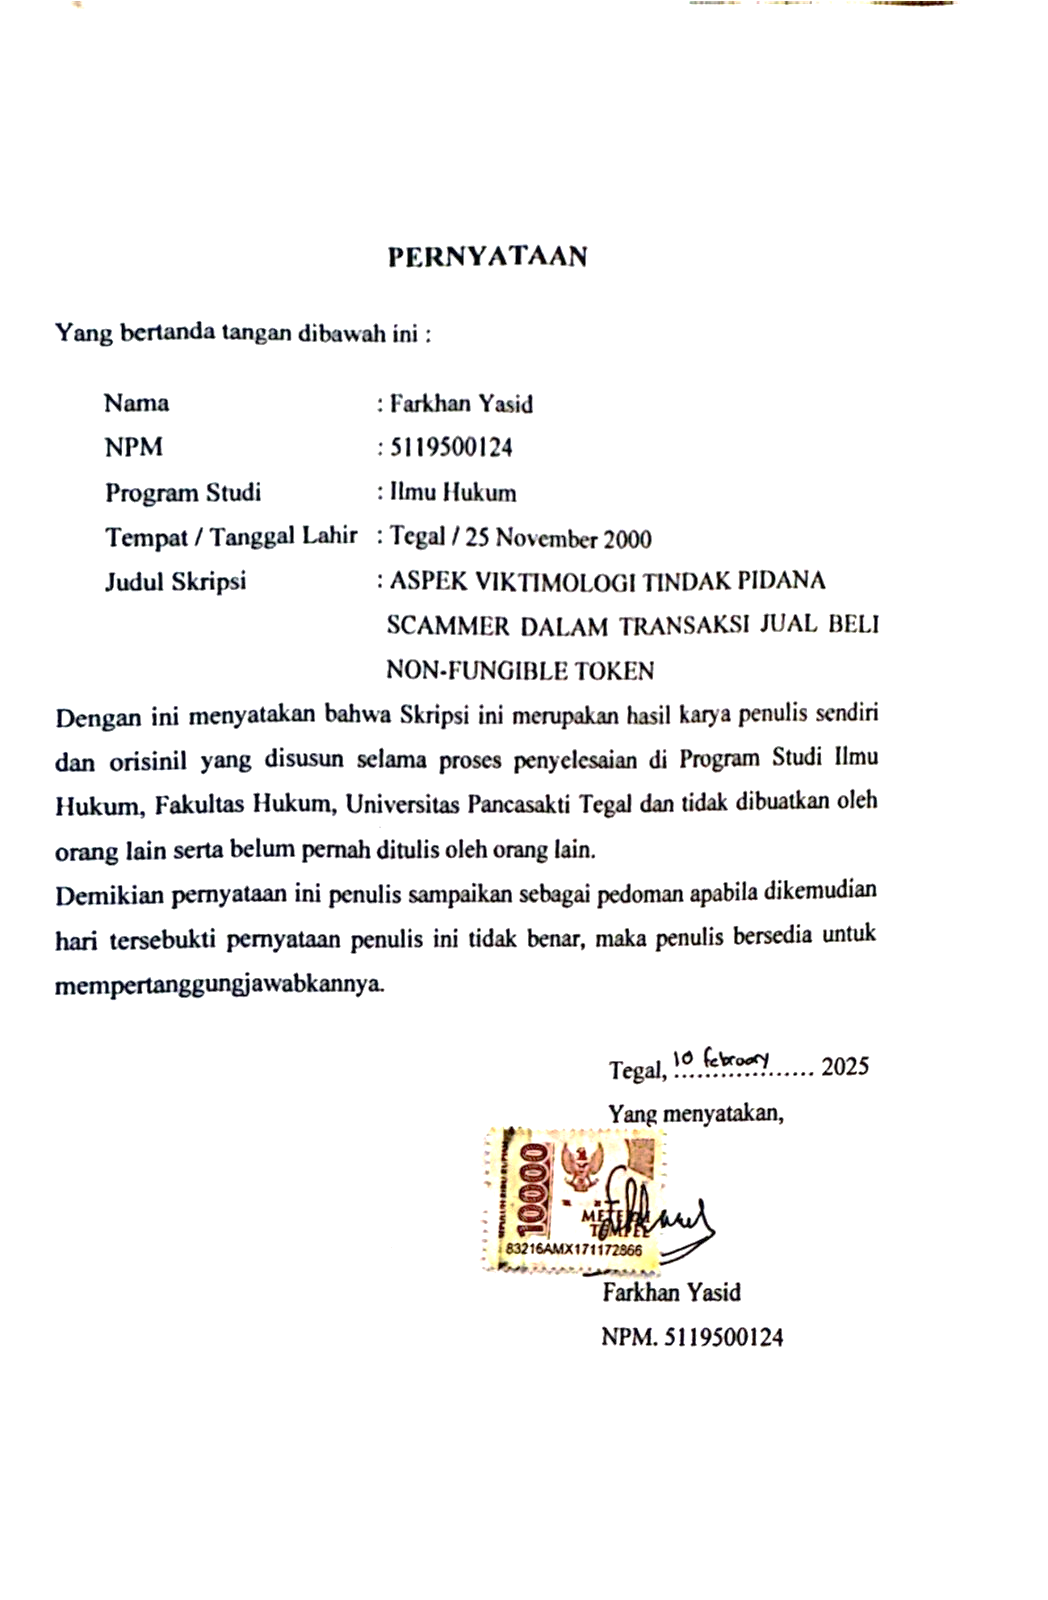 PERNYATAAN
Yang bertanda tangan dibawah ini :
Nama : Farkhan Yasid
NPM : 5119500124
Program Studi : Ilmu Hukum
Tempat / Tanggal Lahir : Tegal / 25 November 2000
Judul Skripsi : ASPEK VIKTIMOLOGI TINDAK PIDANA
SCAMMER DALAM TRANSAKSI JUAL BELI
NON-FUNGIBLE TOKEN
Dengan ini menyatakan bahwa Skripsi ini merupakan hasil karya penulis sendiri
dan orisinil yang disusun selama proses penyelesaian di Program Studi Ilmu
Hukum, Fakultas Hukum, Universitas Pancasakti Tegal dan tidak dibuatkan oleh
orang lain serta belum pernah ditulis oleh orang lain.
Demikian pernyataan ini penulis sampaikan sebagai pedoman apabila dikemudian
hari tersebukti pernyataan penulis ini tidak benar, maka penulis bersedia untuk
mempertanggungjawabkannya.
Tegal, 10 february 2025
Yang menyatakan,
10000
METERAI
TEMPEL
83216AMX171172866
Farkhan Yasid
NPM. 5119500124